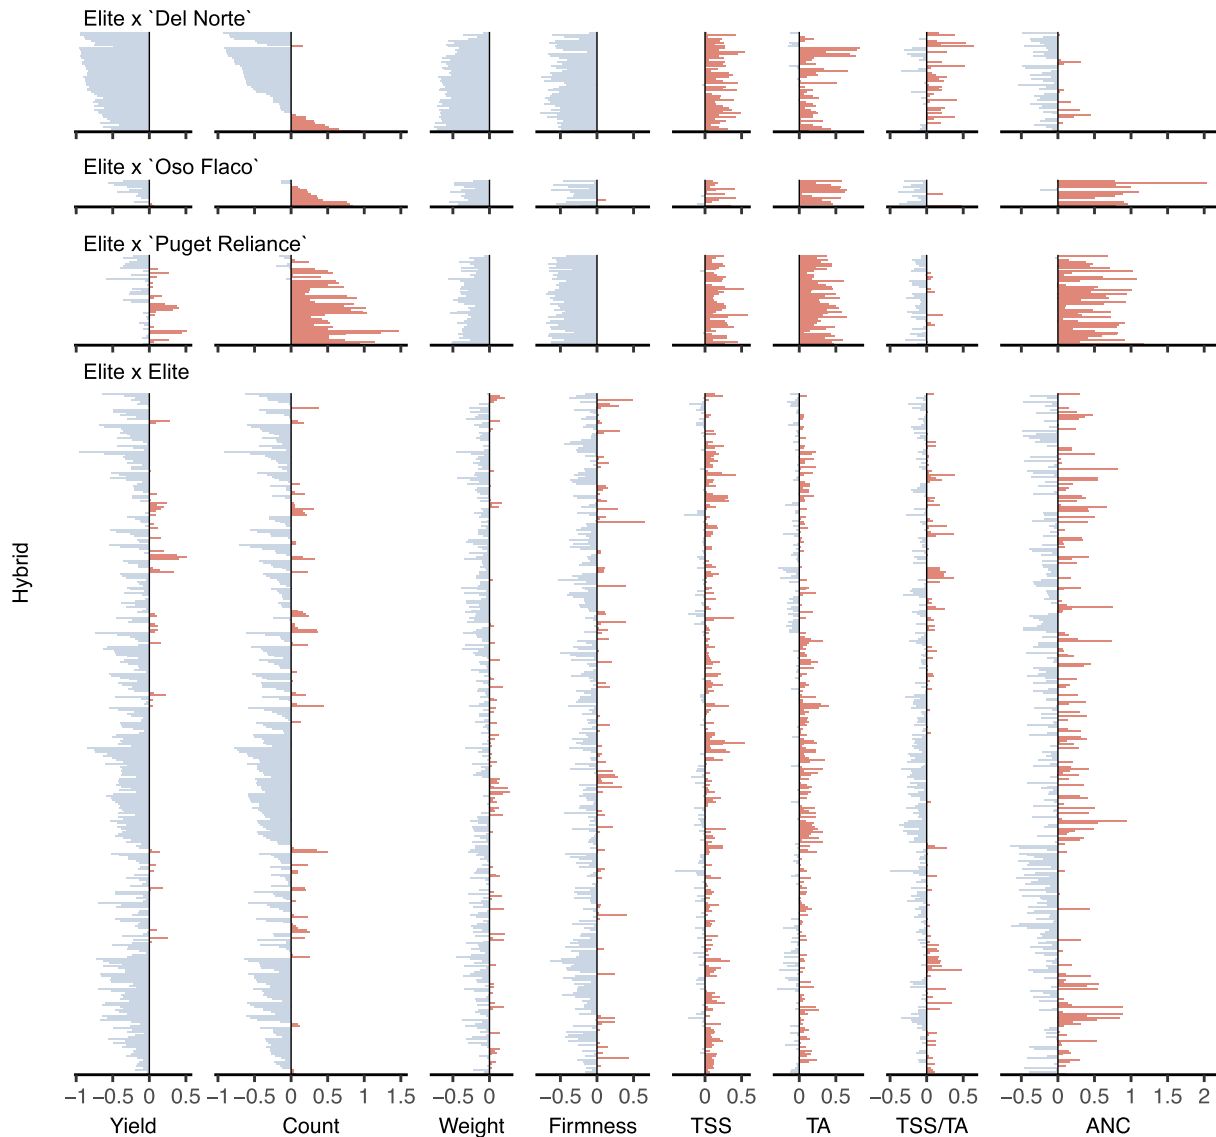 Elite x `Del Norte`
Elite x `Oso Flaco`
Elite x `Puget Reliance`
Elite x Elite
Hybrid
−1 −0.5 0 0.5 −1 −0.5 0 0.5 1 1.5 −0.5 0 −0.5 0 0 0.5 0 0.5 −0.5 0 0.5 −0.5 0 0.5 1 1.5 2
Yield Count Weight Firmness TSS TA TSS/TA ANC